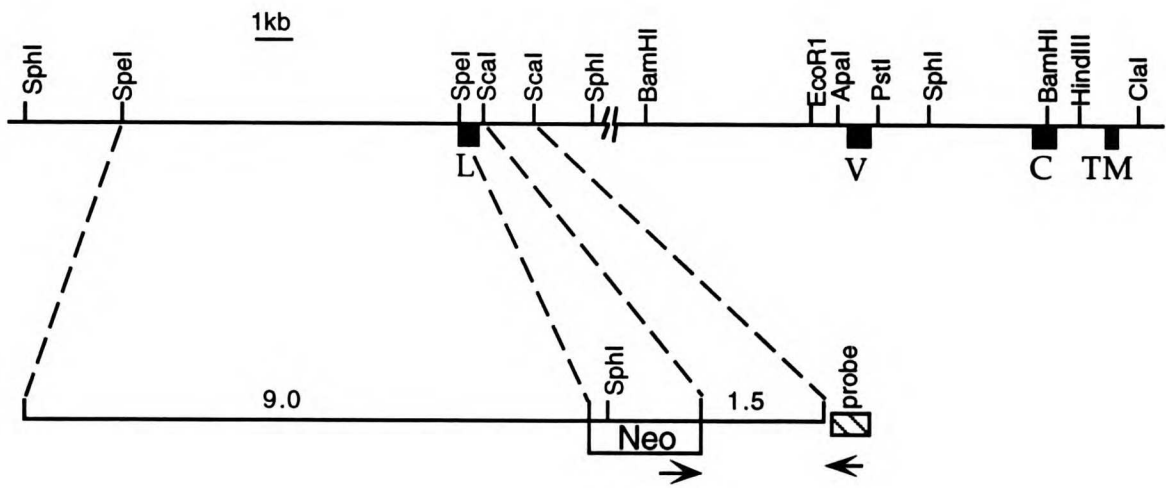 1kb
SphI
SpeI
SpeI
ScaI
ScaI
SphI
BamHI
EcoR1
ApaI
PstI
SphI
BamHI
HindIII
ClaI
L
V
C
TM
9.0
SphI
1.5
probe
Neo